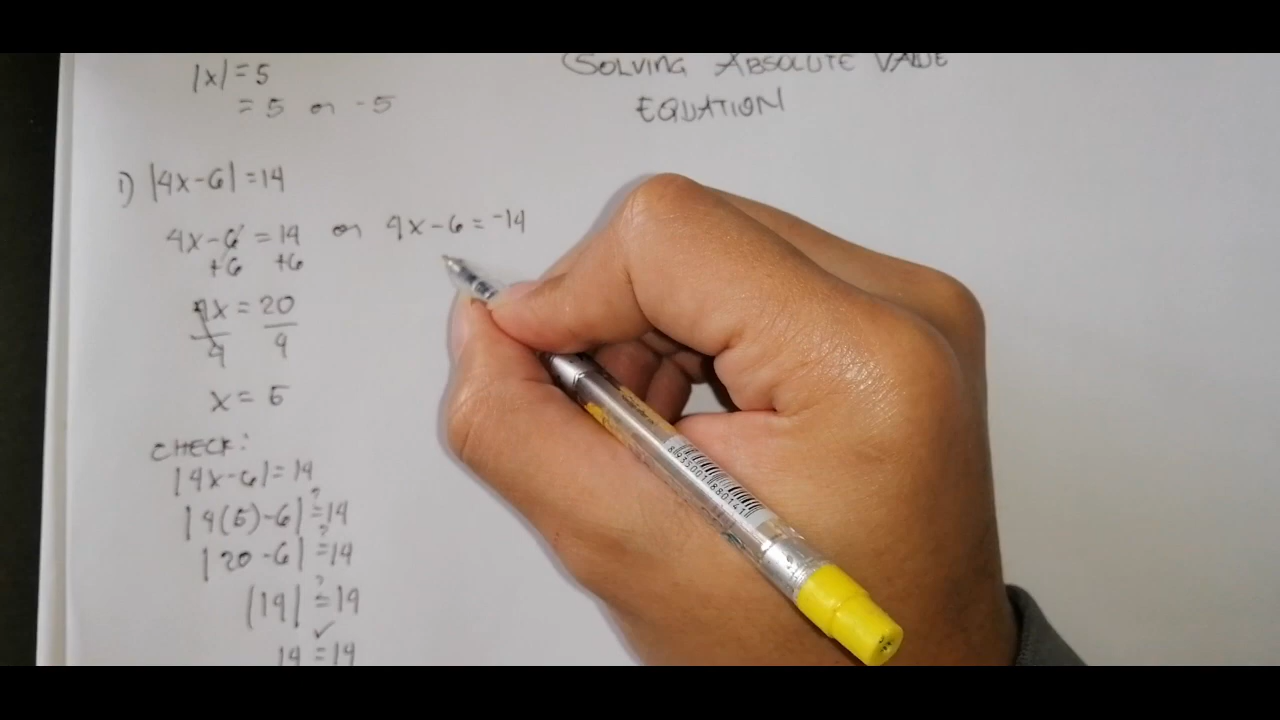 |x| = 5
= 5 or -5
SOLVING ABSOLUTE VALUE
EQUATION
1) |4x-6| = 14
4x-6 = 14 or 4x-6 = -14
+6 +6
4x = 20
4 4
x = 5
CHECK:
|4x-6| = 14
|4(5)-6| ?= 14
|20-6| ?= 14
|14| ?= 14
✓
14 = 14
8935001880141